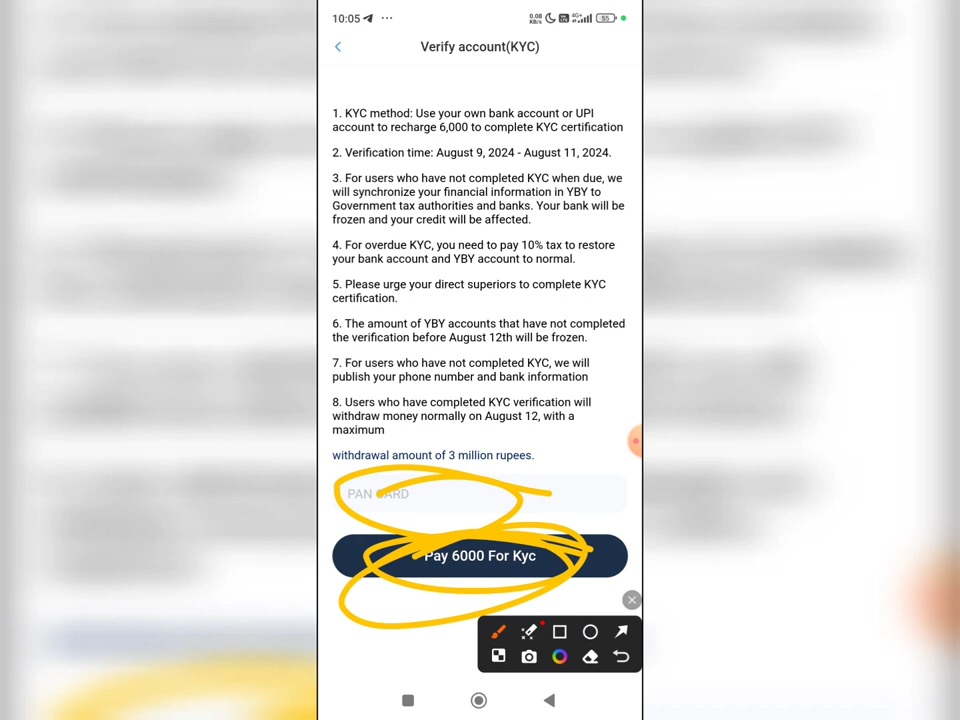 10:05
0.08 KB/s 4G+ 55
Verify account(KYC)
1. KYC method: Use your own bank account or UPI
account to recharge 6,000 to complete KYC certification
2. Verification time: August 9, 2024 - August 11, 2024.
3. For users who have not completed KYC when due, we
will synchronize your financial information in YBY to
Government tax authorities and banks. Your bank will be
frozen and your credit will be affected.
4. For overdue KYC, you need to pay 10% tax to restore
your bank account and YBY account to normal.
5. Please urge your direct superiors to complete KYC
certification.
6. The amount of YBY accounts that have not completed
the verification before August 12th will be frozen.
7. For users who have not completed KYC, we will
publish your phone number and bank information
8. Users who have completed KYC verification will
withdraw money normally on August 12, with a
maximum
withdrawal amount of 3 million rupees.
PAN CARD
Pay 6000 For Kyc